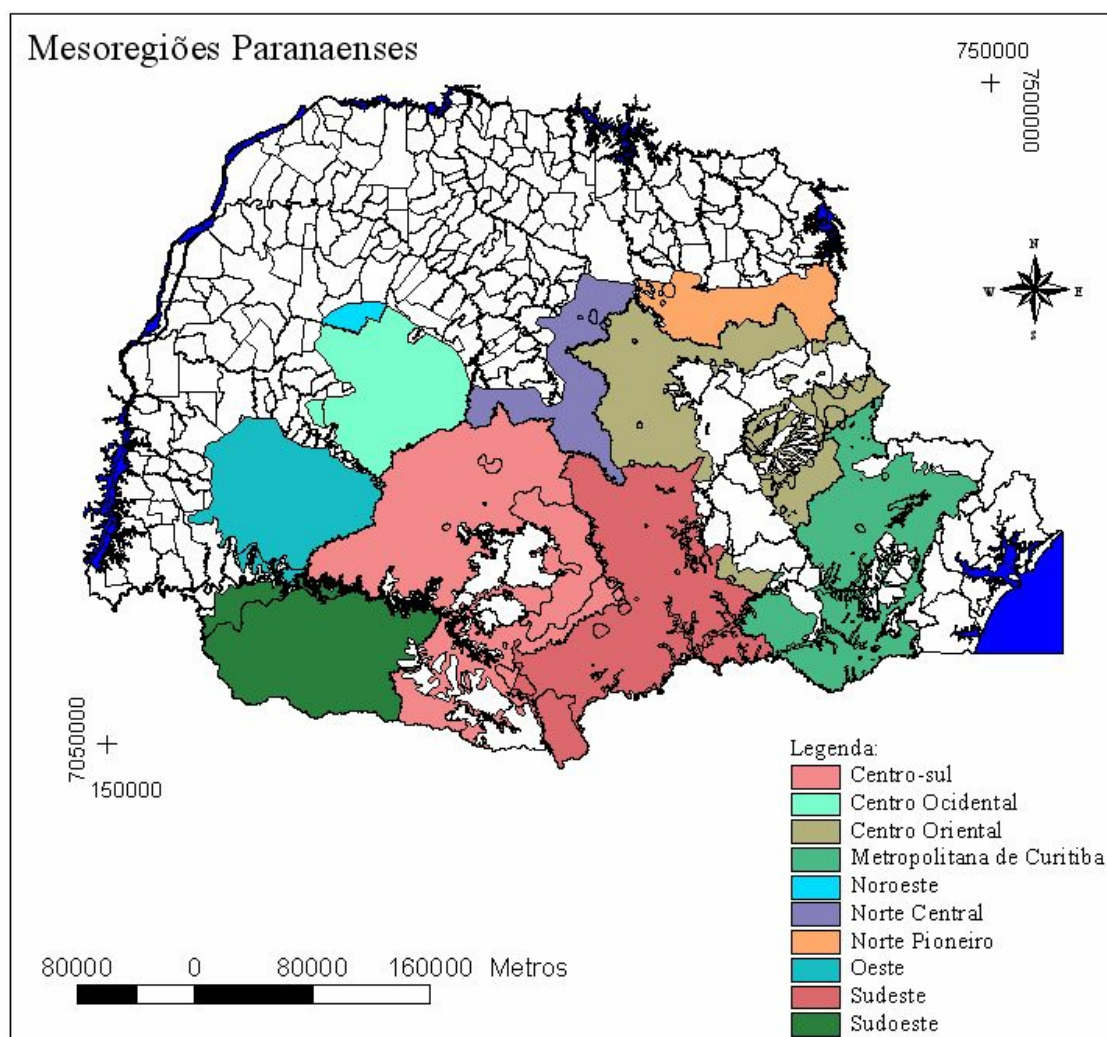 Mesoregiões Paranaenses
750000
7500000
N
W
E
S
7050000
150000
Legenda:
Centro-sul
Centro Ocidental
Centro Oriental
Metropolitana de Curitiba
Noroeste
Norte Central
Norte Pioneiro
Oeste
Sudeste
Sudoeste
80000 0 80000 160000 Metros